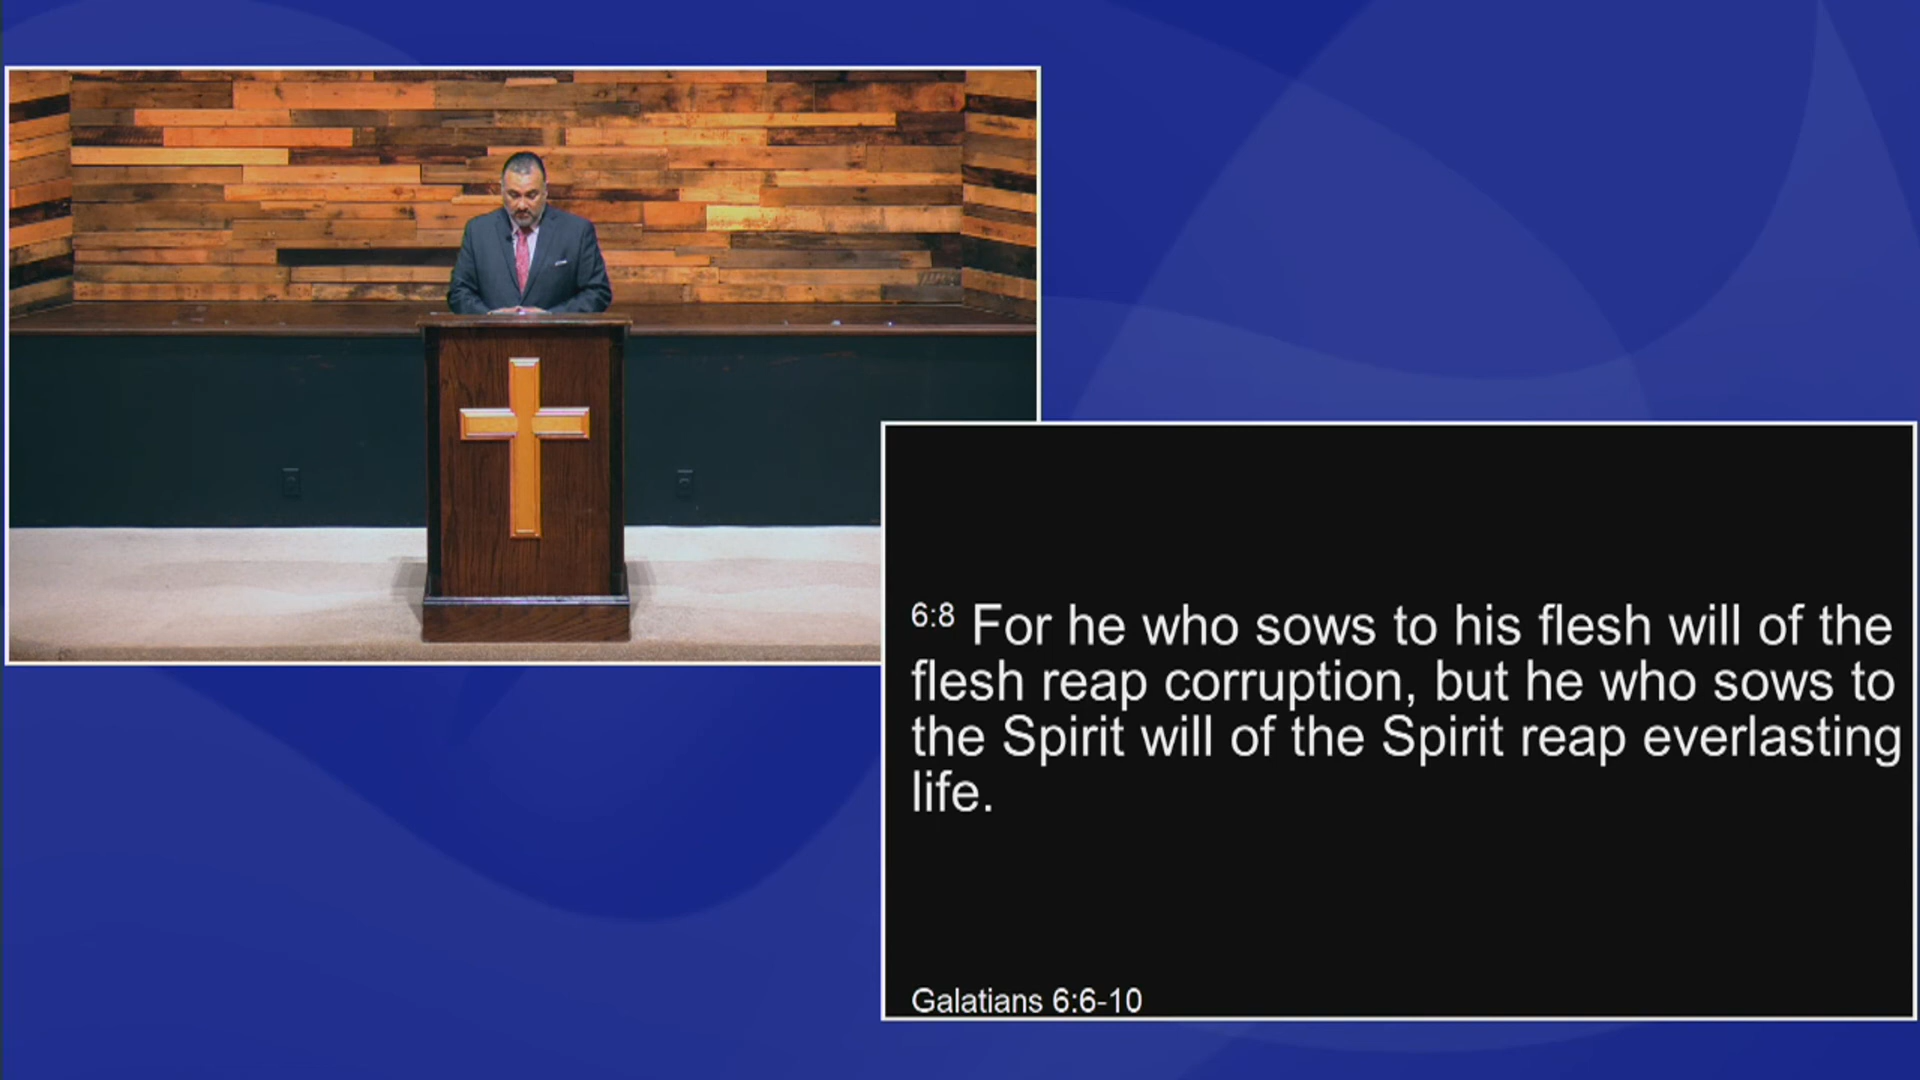 6:8 For he who sows to his flesh will of the
flesh reap corruption, but he who sows to
the Spirit will of the Spirit reap everlasting
life.
Galatians 6:6-10